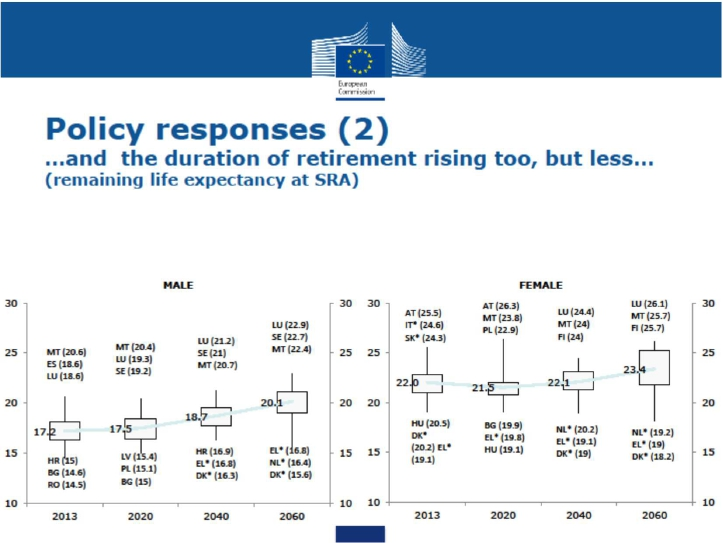 European
Commission
Policy responses (2)
...and the duration of retirement rising too, but less...
(remaining life expectancy at SRA)
MALE
30
25
20
15
10
30
25
20
15
10
MT (20.6)
ES (18.6)
LU (18.6)
MT (20.4)
LU (19.3)
SE (19.2)
LU (21.2)
SE (21)
MT (20.7)
LU (22.9)
SE (22.7)
MT (22.4)
17.2
17.5
18.7
20.1
HR (15)
BG (14.6)
RO (14.5)
LV (15.4)
PL (15.1)
BG (15)
HR (16.9)
EL* (16.8)
DK* (16.3)
EL* (16.8)
NL* (16.4)
DK* (15.6)
2013
2020
2040
2060
FEMALE
30
25
20
15
10
30
25
20
15
10
AT (25.5)
IT* (24.6)
SK* (24.3)
AT (26.3)
MT (23.8)
PL (22.9)
LU (24.4)
MT (24)
FI (24)
LU (26.1)
MT (25.7)
FI (25.7)
22.0
21.5
22.1
23.4
HU (20.5)
DK*
(20.2) EL*
(19.1)
BG (19.9)
EL* (19.8)
HU (19.1)
NL* (20.2)
EL* (19.1)
DK* (19)
NL* (19.2)
EL* (19)
DK* (18.2)
2013
2020
2040
2060